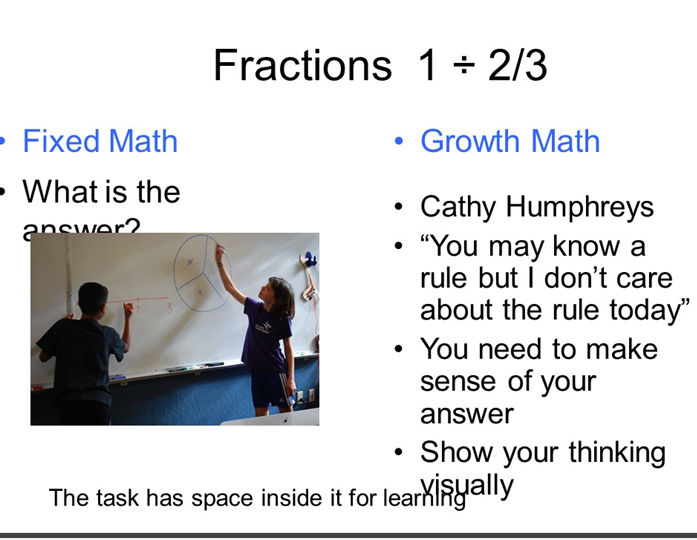 Fractions 1 ÷ 2/3
• Fixed Math
• What is the
answer?
x
x
3
• Growth Math
• Cathy Humphreys
• “You may know a
rule but I don’t care
about the rule today”
• You need to make
sense of your
answer
• Show your thinking
visually
The task has space inside it for learning